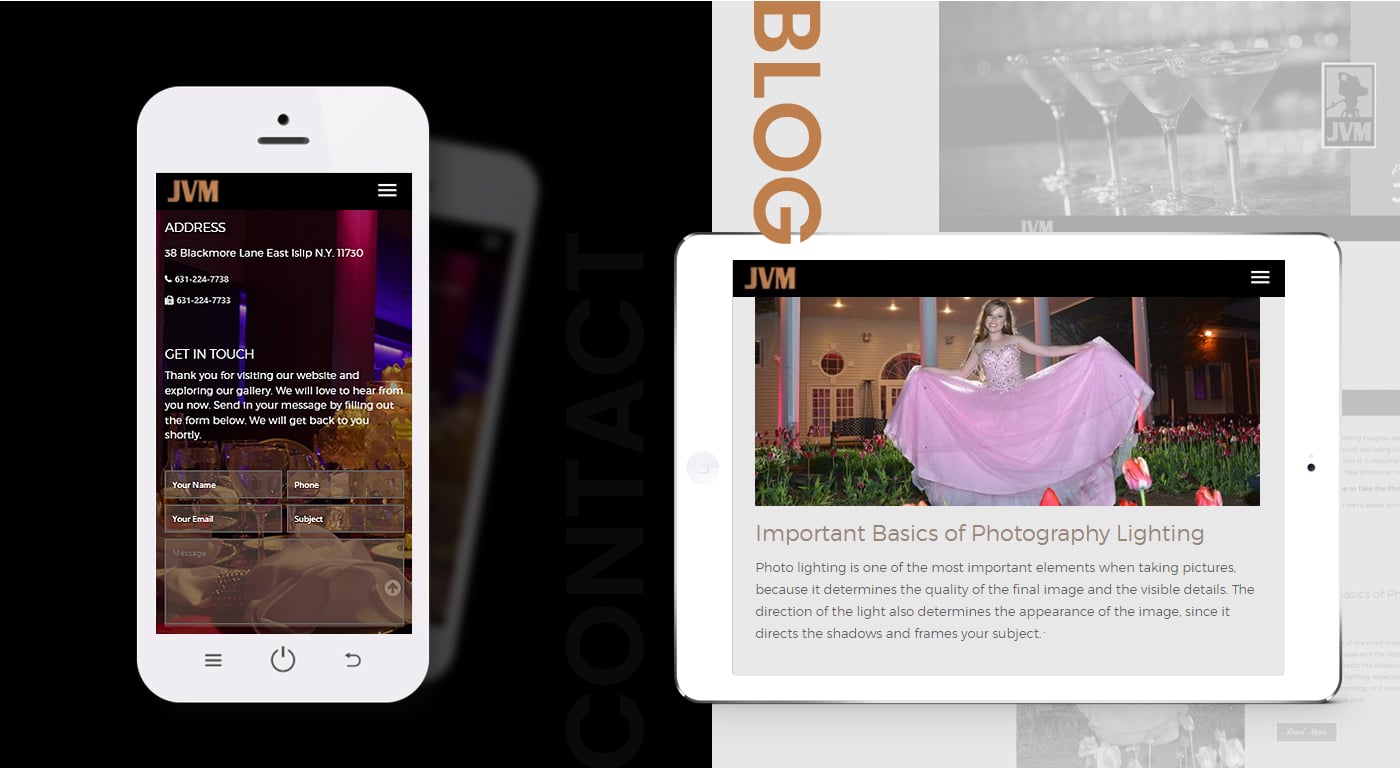 JVM
ADDRESS
38 Blackmore Lane East Islip N.Y. 11730
631-224-7738
631-224-7733
GET IN TOUCH
Thank you for visiting our website and
exploring our gallery. We will love to hear from
you now. Send in your message by filling out
the form below. We will get back to you
shortly.
Your Name
Phone
Your Email
Subject
Message
CONTACT
BLOG
JVM
JVM
JVM
Important Basics of Photography Lighting
Photo lighting is one of the most important elements when taking pictures,
because it determines the quality of the final image and the visible details. The
direction of the light also determines the appearance of the image, since it
directs the shadows and frames your subject.
Read More